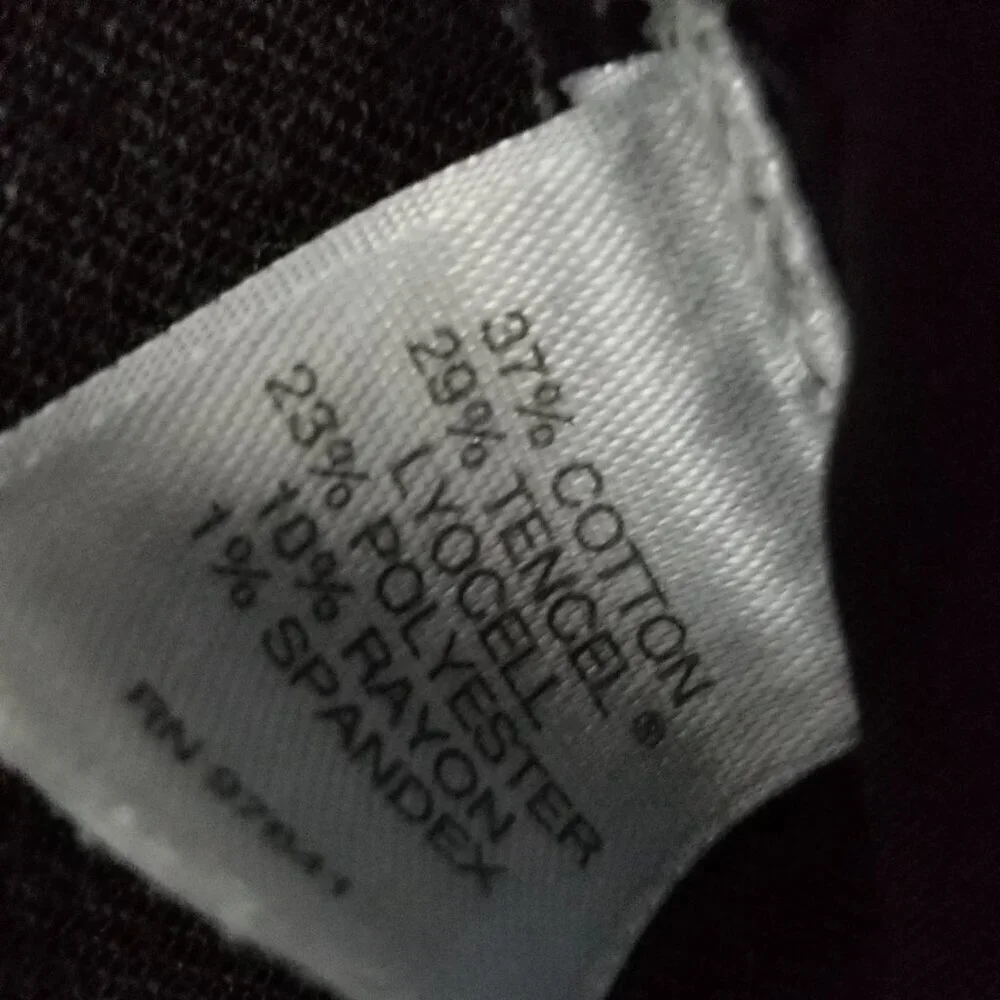 37% COTTON
29% TENCEL ®
LYOCELL
23% POLYESTER
10% RAYON
1% SPANDEX
RN